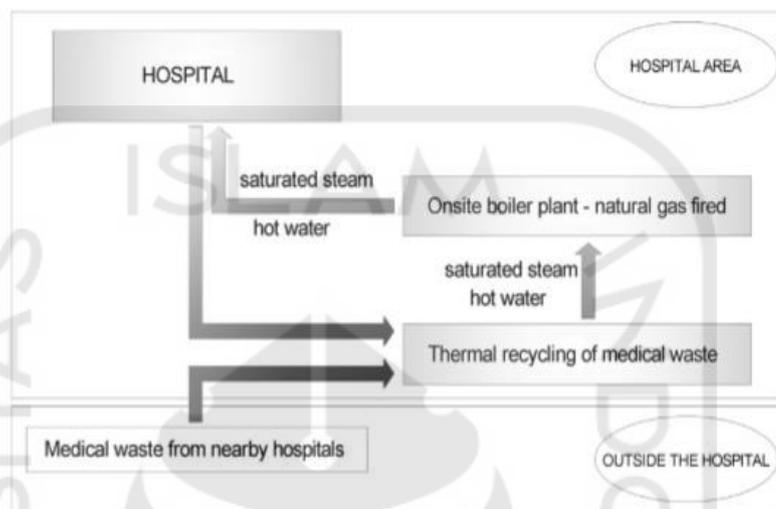 HOSPITAL
HOSPITAL AREA
ISLAM
saturated steam
hot water
Onsite boiler plant - natural gas fired
saturated steam
hot water
Thermal recycling of medical waste
Medical waste from nearby hospitals
OUTSIDE THE HOSPITAL